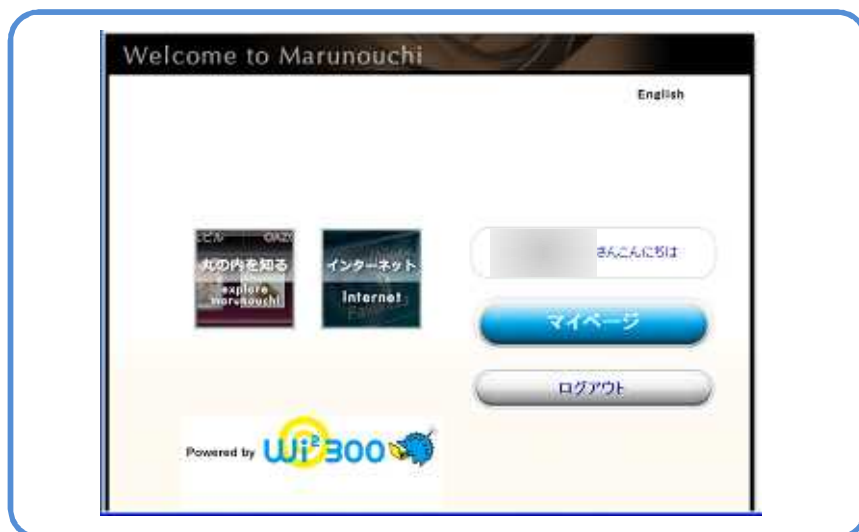 Welcome to Marunouchi
English
丸の内を知る
explore
marunouchi
インターネット
Internet
さんこんにちは
マイページ
ログアウト
Powered by Wi2 300